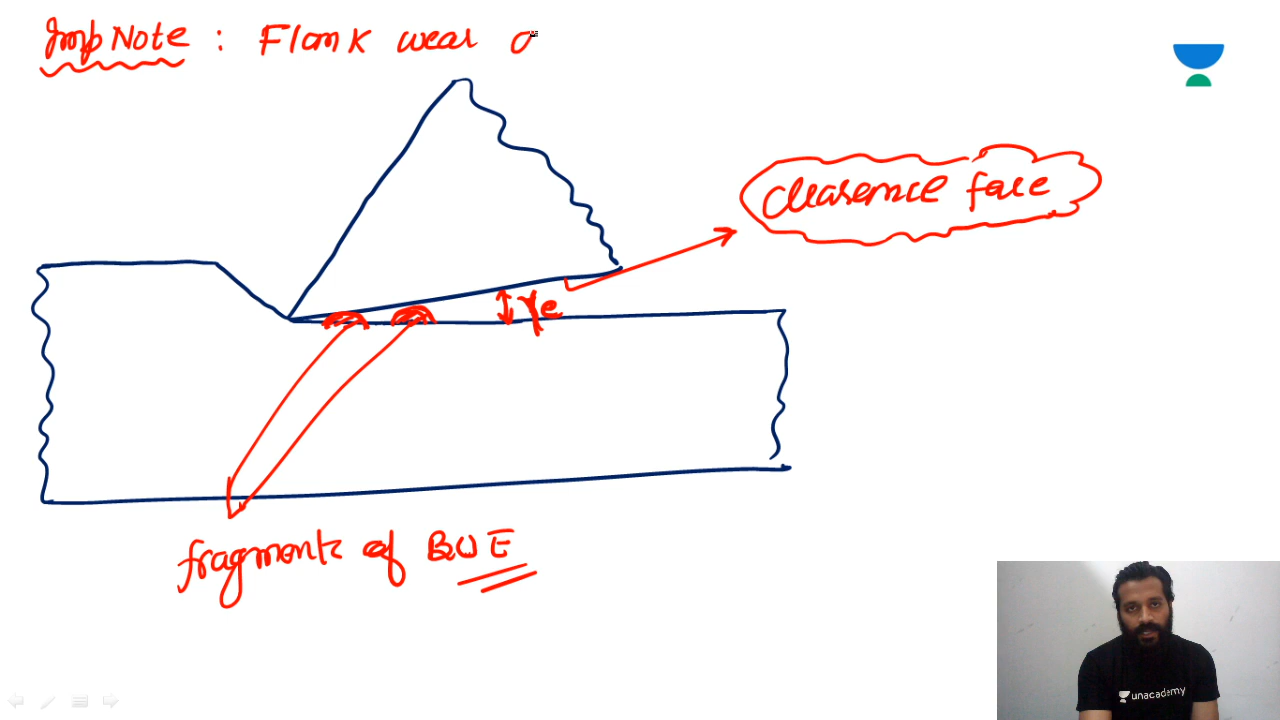 Imp Note : Flank wear o
clearence face
γe
fragments of BUE
unacademy